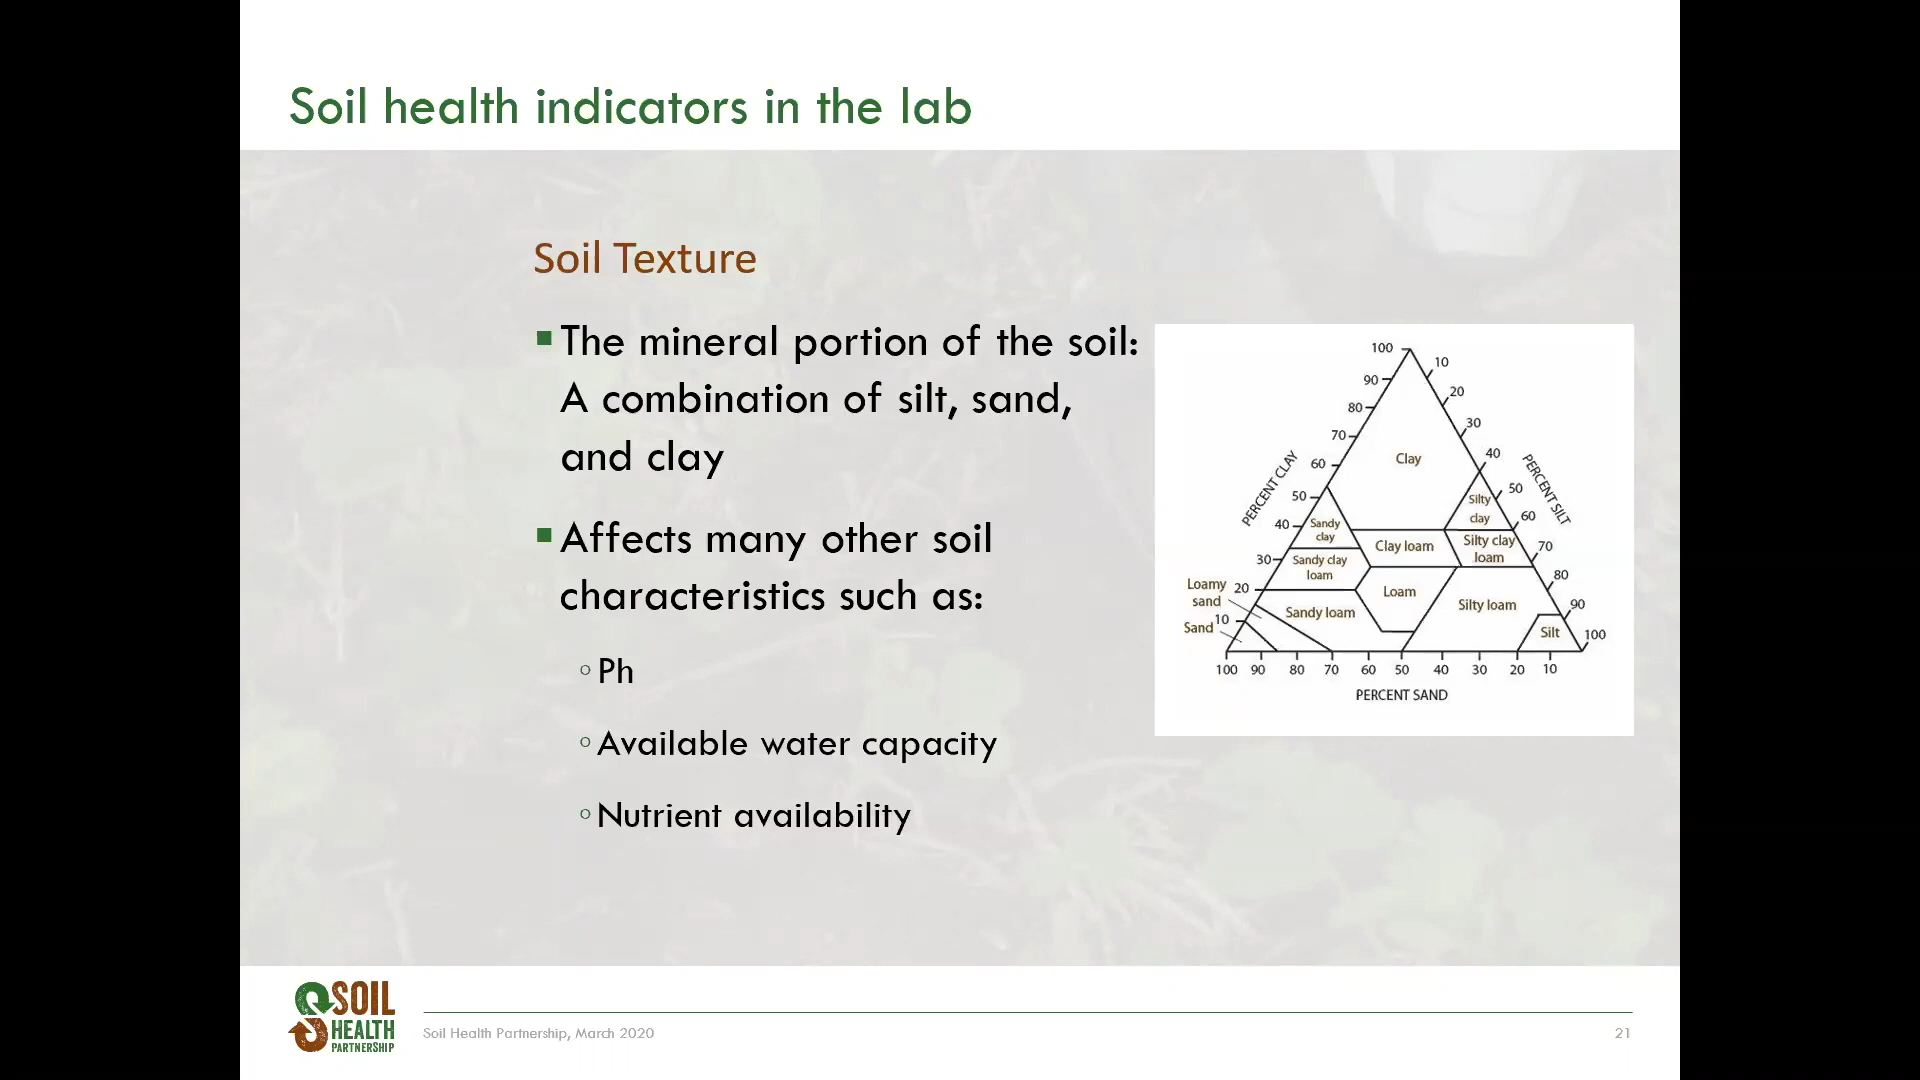 Soil health indicators in the lab
Soil Texture
The mineral portion of the soil:
A combination of silt, sand,
and clay
Affects many other soil
characteristics such as:
Ph
Available water capacity
Nutrient availability
100
90
80
70
60
50
40
30
20
10
PERCENT CLAY
10
20
30
40
50
60
70
80
90
100
PERCENT SILT
Clay
Silty
clay
Sandy
clay
Clay loam
Silty clay
loam
Sandy clay
loam
Loam
Silty loam
Sandy loam
Loamy
sand
Sand
Silt
100 90 80 70 60 50 40 30 20 10
PERCENT SAND
SOIL
HEALTH
PARTNERSHIP
Soil Health Partnership, March 2020
21